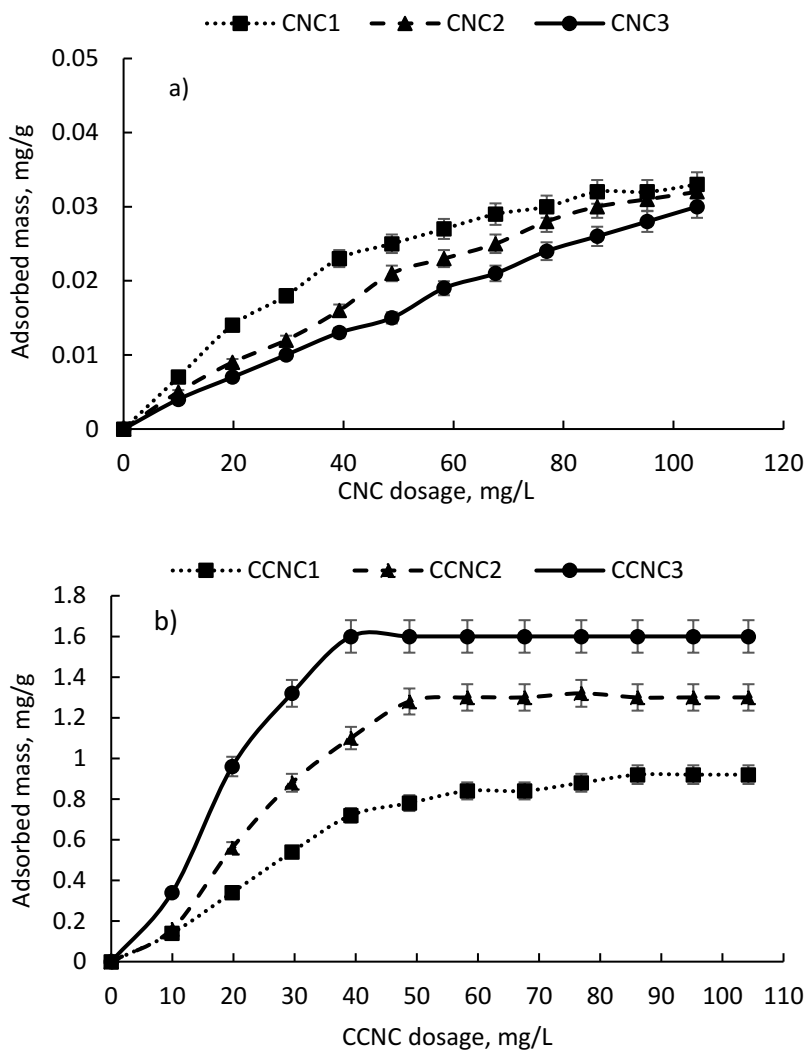 CNC1 CNC2 CNC3
a)
Adsorbed mass, mg/g
0.05
0.04
0.03
0.02
0.01
0
0 20 40 60 80 100 120
CNC dosage, mg/L
CCNC1 CCNC2 CCNC3
b)
Adsorbed mass, mg/g
1.8
1.6
1.4
1.2
1
0.8
0.6
0.4
0.2
0
0 10 20 30 40 50 60 70 80 90 100 110
CCNC dosage, mg/L